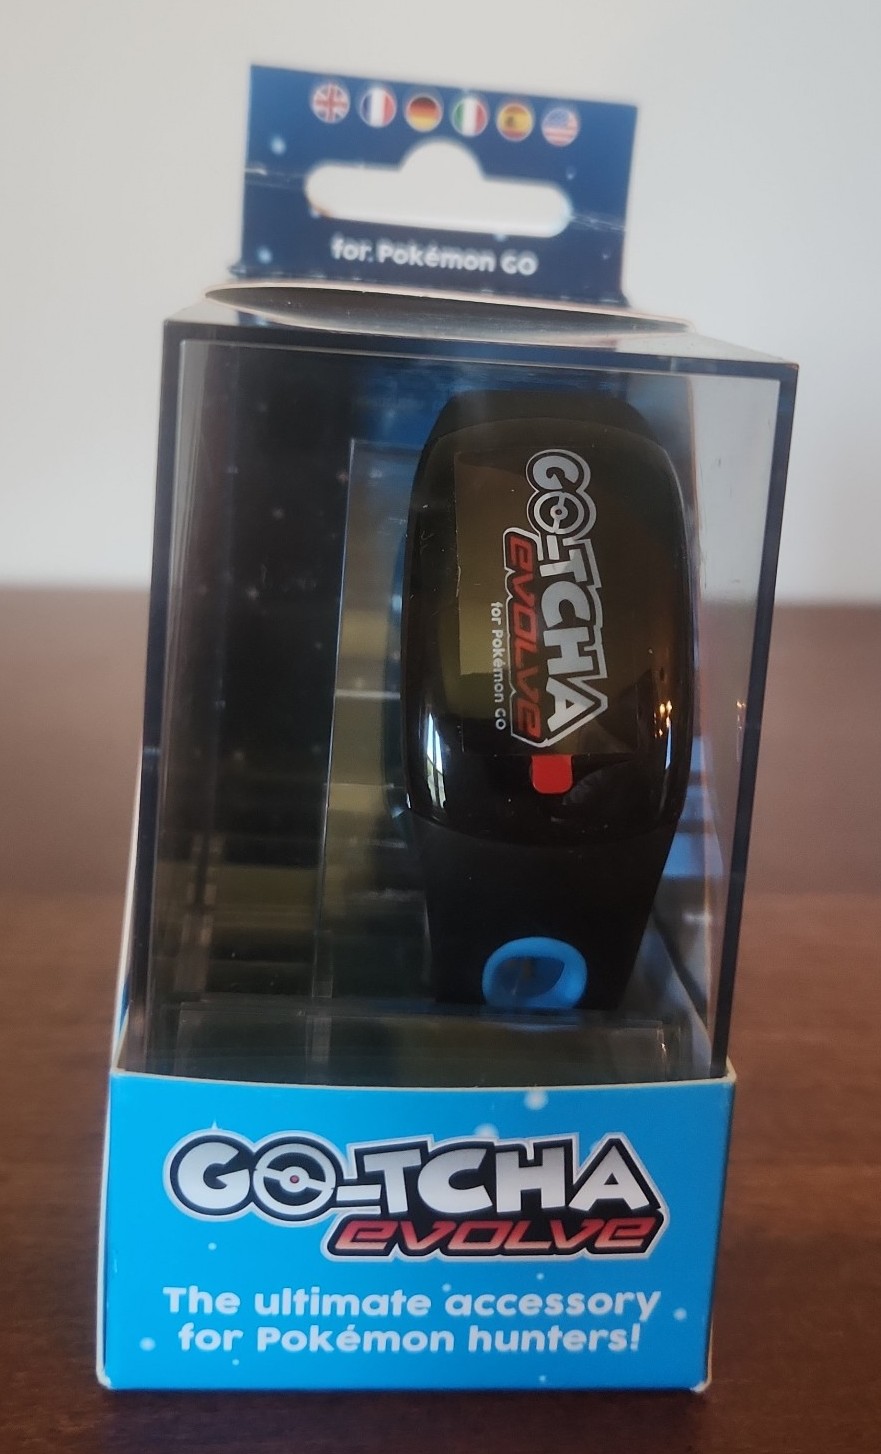 for Pokémon GO
GO-TCHA
evolve
for Pokémon GO
GO-TCHA
evolve
The ultimate accessory
for Pokémon hunters!